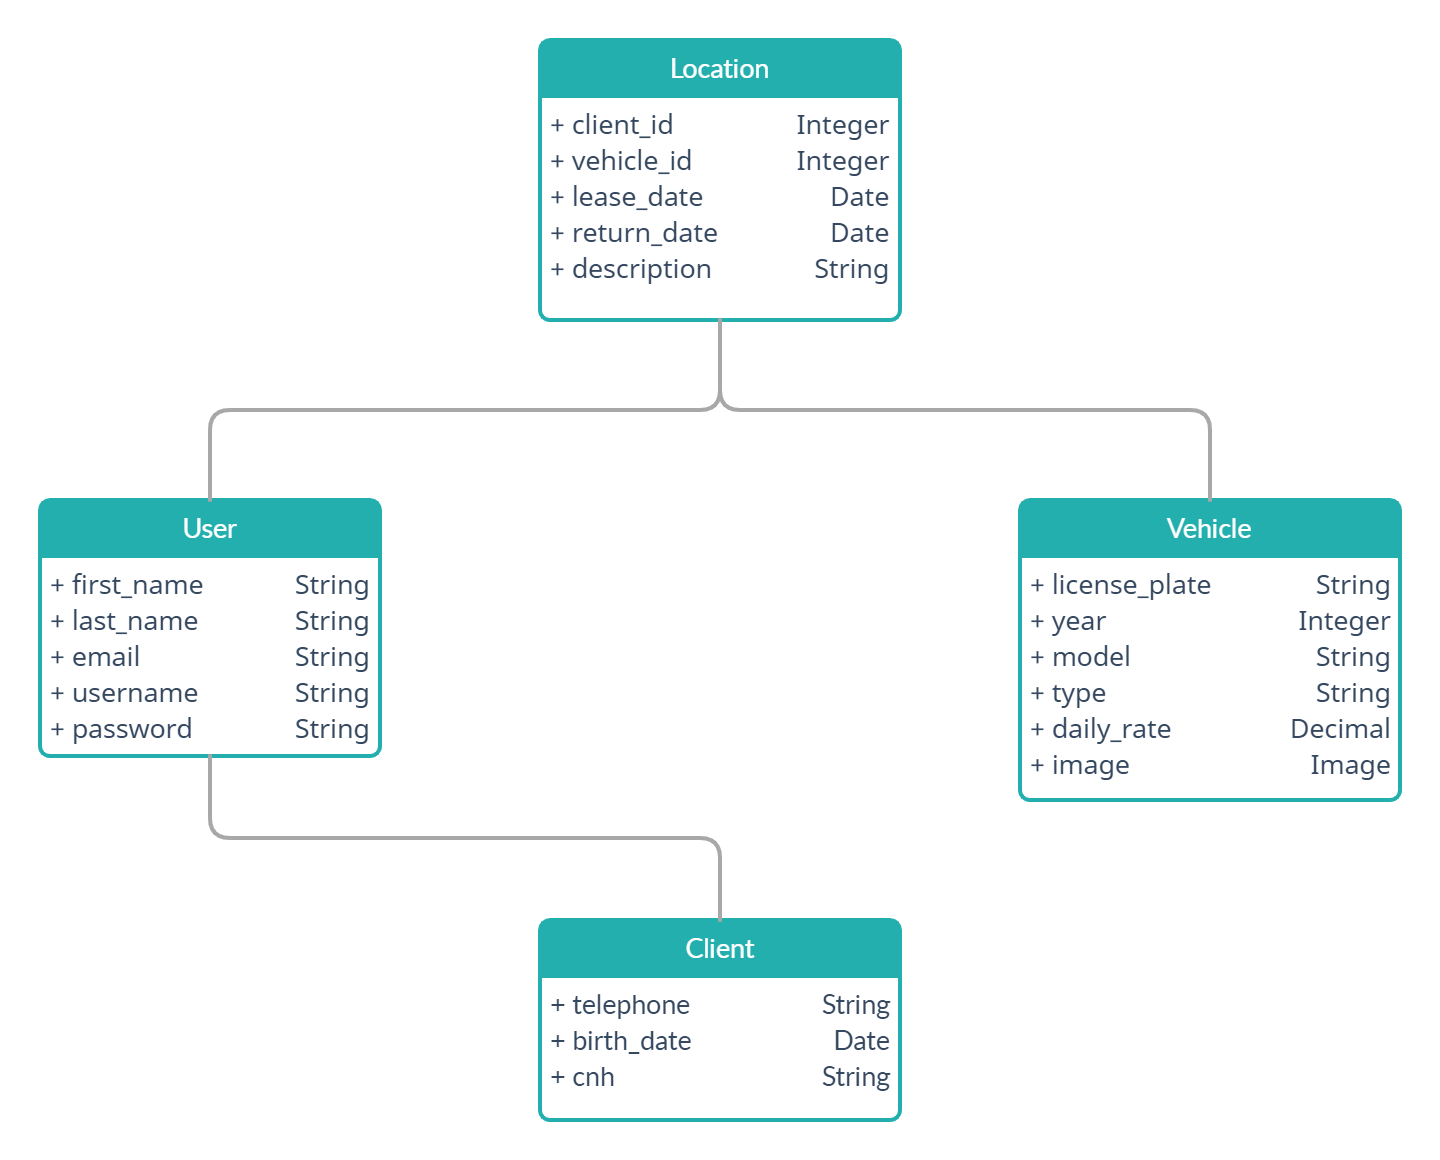 Location
+ client_id Integer
+ vehicle_id Integer
+ lease_date Date
+ return_date Date
+ description String
User
+ first_name String
+ last_name String
+ email String
+ username String
+ password String
Vehicle
+ license_plate String
+ year Integer
+ model String
+ type String
+ daily_rate Decimal
+ image Image
Client
+ telephone String
+ birth_date Date
+ cnh String